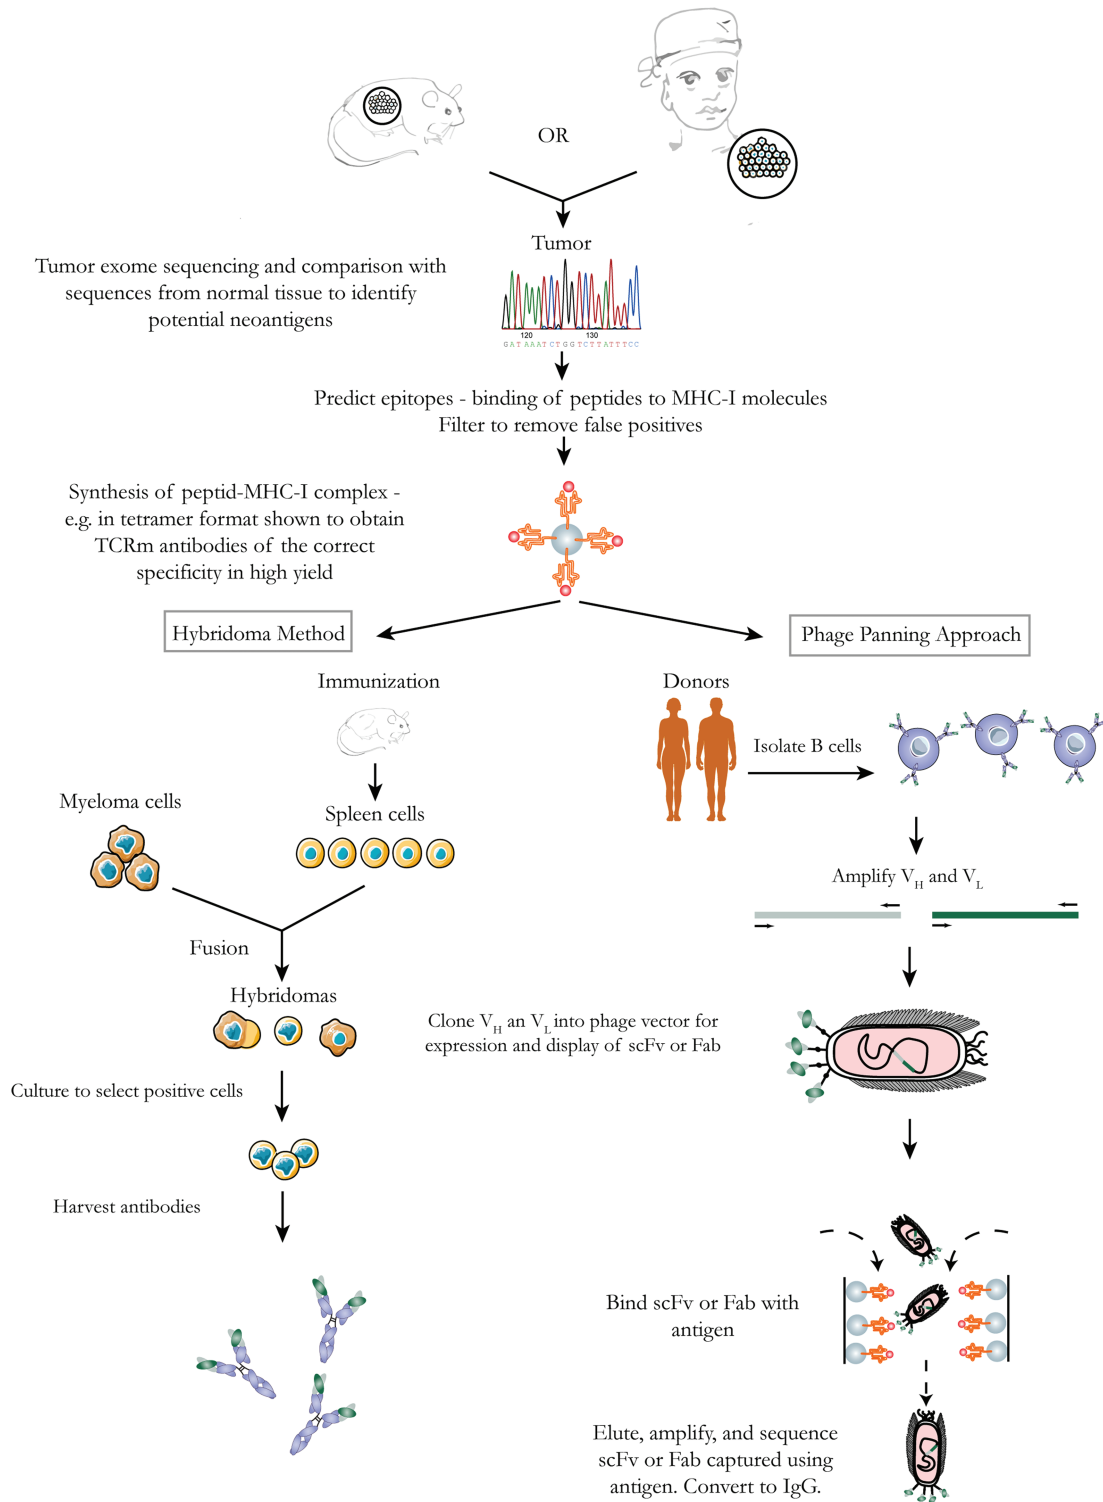 OR
Tumor
Tumor exome sequencing and comparison with
sequences from normal tissue to identify
potential neoantigens
120 130
GATAAATCTGGTCTTATTTCC
Predict epitopes - binding of peptides to MHC-I molecules
Filter to remove false positives
Synthesis of peptid-MHC-I complex -
e.g. in tetramer format shown to obtain
TCRm antibodies of the correct
specificity in high yield
Hybridoma Method
Immunization
Myeloma cells
Spleen cells
Fusion
Hybridomas
Culture to select positive cells
Harvest antibodies
Phage Panning Approach
Donors
Isolate B cells
Amplify VH and VL
Clone VH an VL into phage vector for
expression and display of scFv or Fab
Bind scFv or Fab with
antigen
Elute, amplify, and sequence
scFv or Fab captured using
antigen. Convert to IgG.